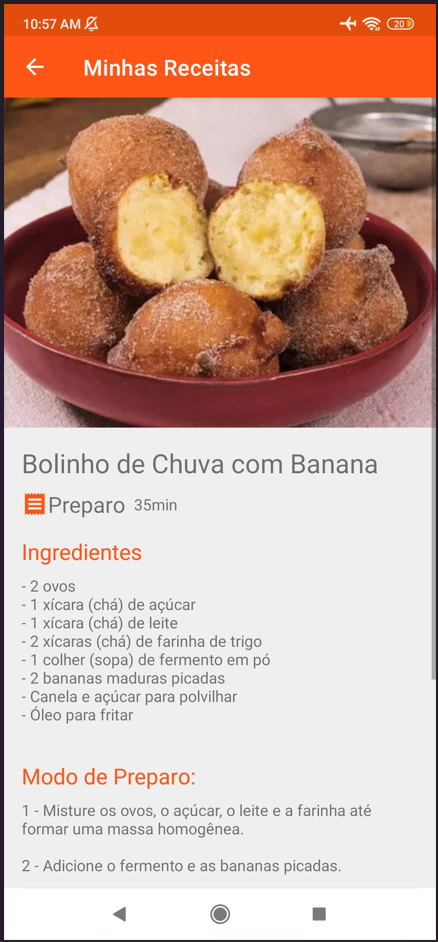 10:57 AM
20
Minhas Receitas
Bolinho de Chuva com Banana
Preparo 35min
Ingredientes
- 2 ovos
- 1 xícara (chá) de açúcar
- 1 xícara (chá) de leite
- 2 xícaras (chá) de farinha de trigo
- 1 colher (sopa) de fermento em pó
- 2 bananas maduras picadas
- Canela e açúcar para polvilhar
- Óleo para fritar
Modo de Preparo:
1 - Misture os ovos, o açúcar, o leite e a farinha até
formar uma massa homogênea.
2 - Adicione o fermento e as bananas picadas.